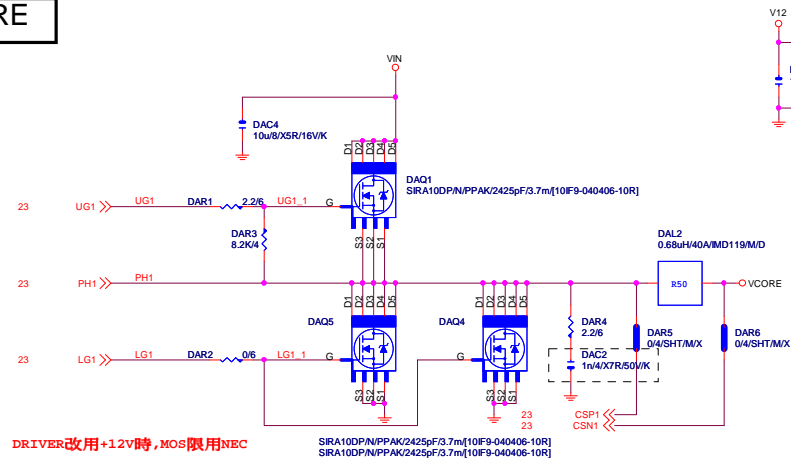 RE
V12
VIN
DAC4
10u/8/X5R/16V/K
D1 D2 D3 D4 D5
DAQ1
SIRA10DP/N/PPAK/2425pF/3.7m/[10IF9-040406-10R]
23 UG1 UG1 DAR1 2.2/6 UG1_1 G
S3 S2 S1
DAR3
8.2K/4
DAL2
0.68uH/40A/IMD119/M/D
23 PH1 PH1
R50
VCORE
D1 D2 D3 D4 D5
D1 D2 D3 D4 D5
DAQ5
DAQ4
DAR4
2.2/6
DAR5
0/4/SHT/M/X
DAR6
0/4/SHT/M/X
23 LG1 LG1 DAR2 0/6 LG1_1 G
G
DAC2
1n/4/X7R/50V/K
S3 S2 S1
S3 S2 S1
23 CSP1
23 CSN1
DRIVER改用+12V時,MOS限用NEC
SIRA10DP/N/PPAK/2425pF/3.7m/[10IF9-040406-10R]
SIRA10DP/N/PPAK/2425pF/3.7m/[10IF9-040406-10R]